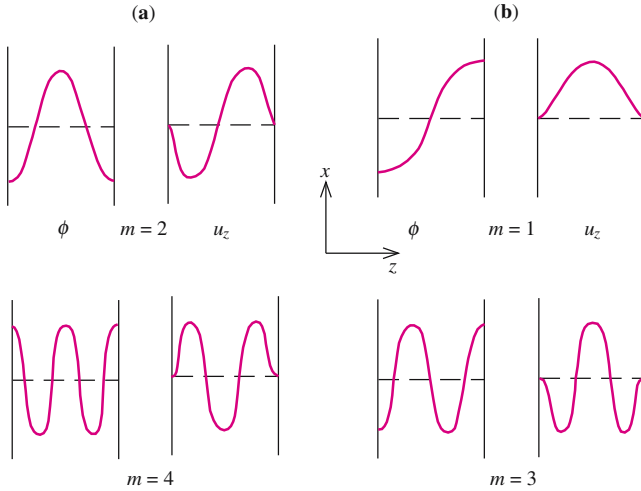 (a)
(b)
x
z
ϕ m = 2 u_z
ϕ m = 1 u_z
m = 4
m = 3